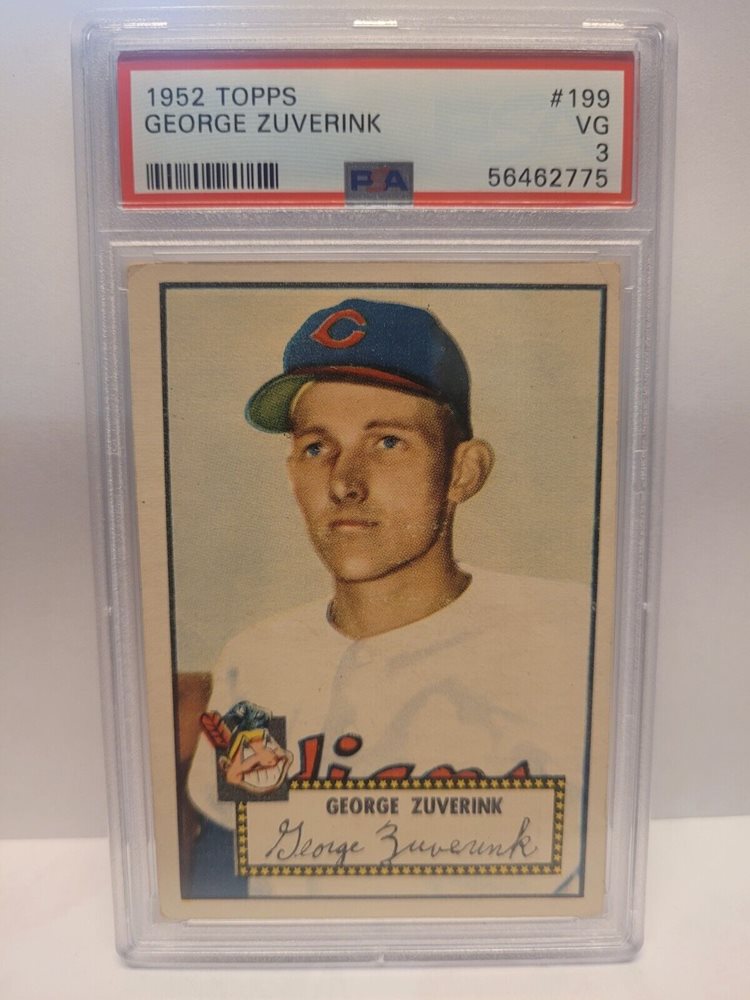 1952 TOPPS #199
GEORGE ZUVERINK VG
3
PSA 56462775
C
GEORGE ZUVERINK
George Zuverink